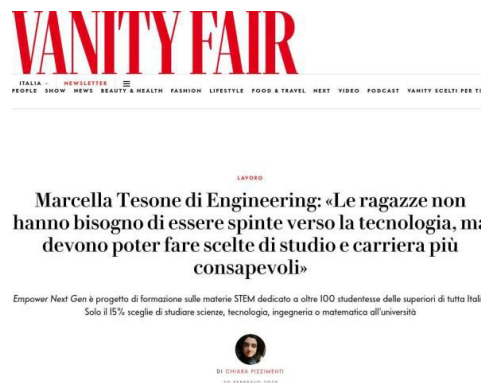 VANITY FAIR
ITALIA
NEWSLETTER
PEOPLE SHOW NEWS BEAUTY & HEALTH FASHION LIFESTYLE FOOD & TRAVEL NEXT VIDEO PODCAST VANITY SCELTI PER
LAVORO
Marcella Tesone di Engineering: «Le ragazze non
hanno bisogno di essere spinte verso la tecnologia, ma
devono poter fare scelte di studio e carriera più
consapevoli»
Empower Next Gen è progetto di formazione sulle materie STEM dedicato a oltre 100 studentesse delle superiori di tutta Itali
Solo il 15% sceglie di studiare scienze, tecnologia, ingegneria o matematica all'università
DI CHIARA PIZZIMENTI
FEBBRAIO